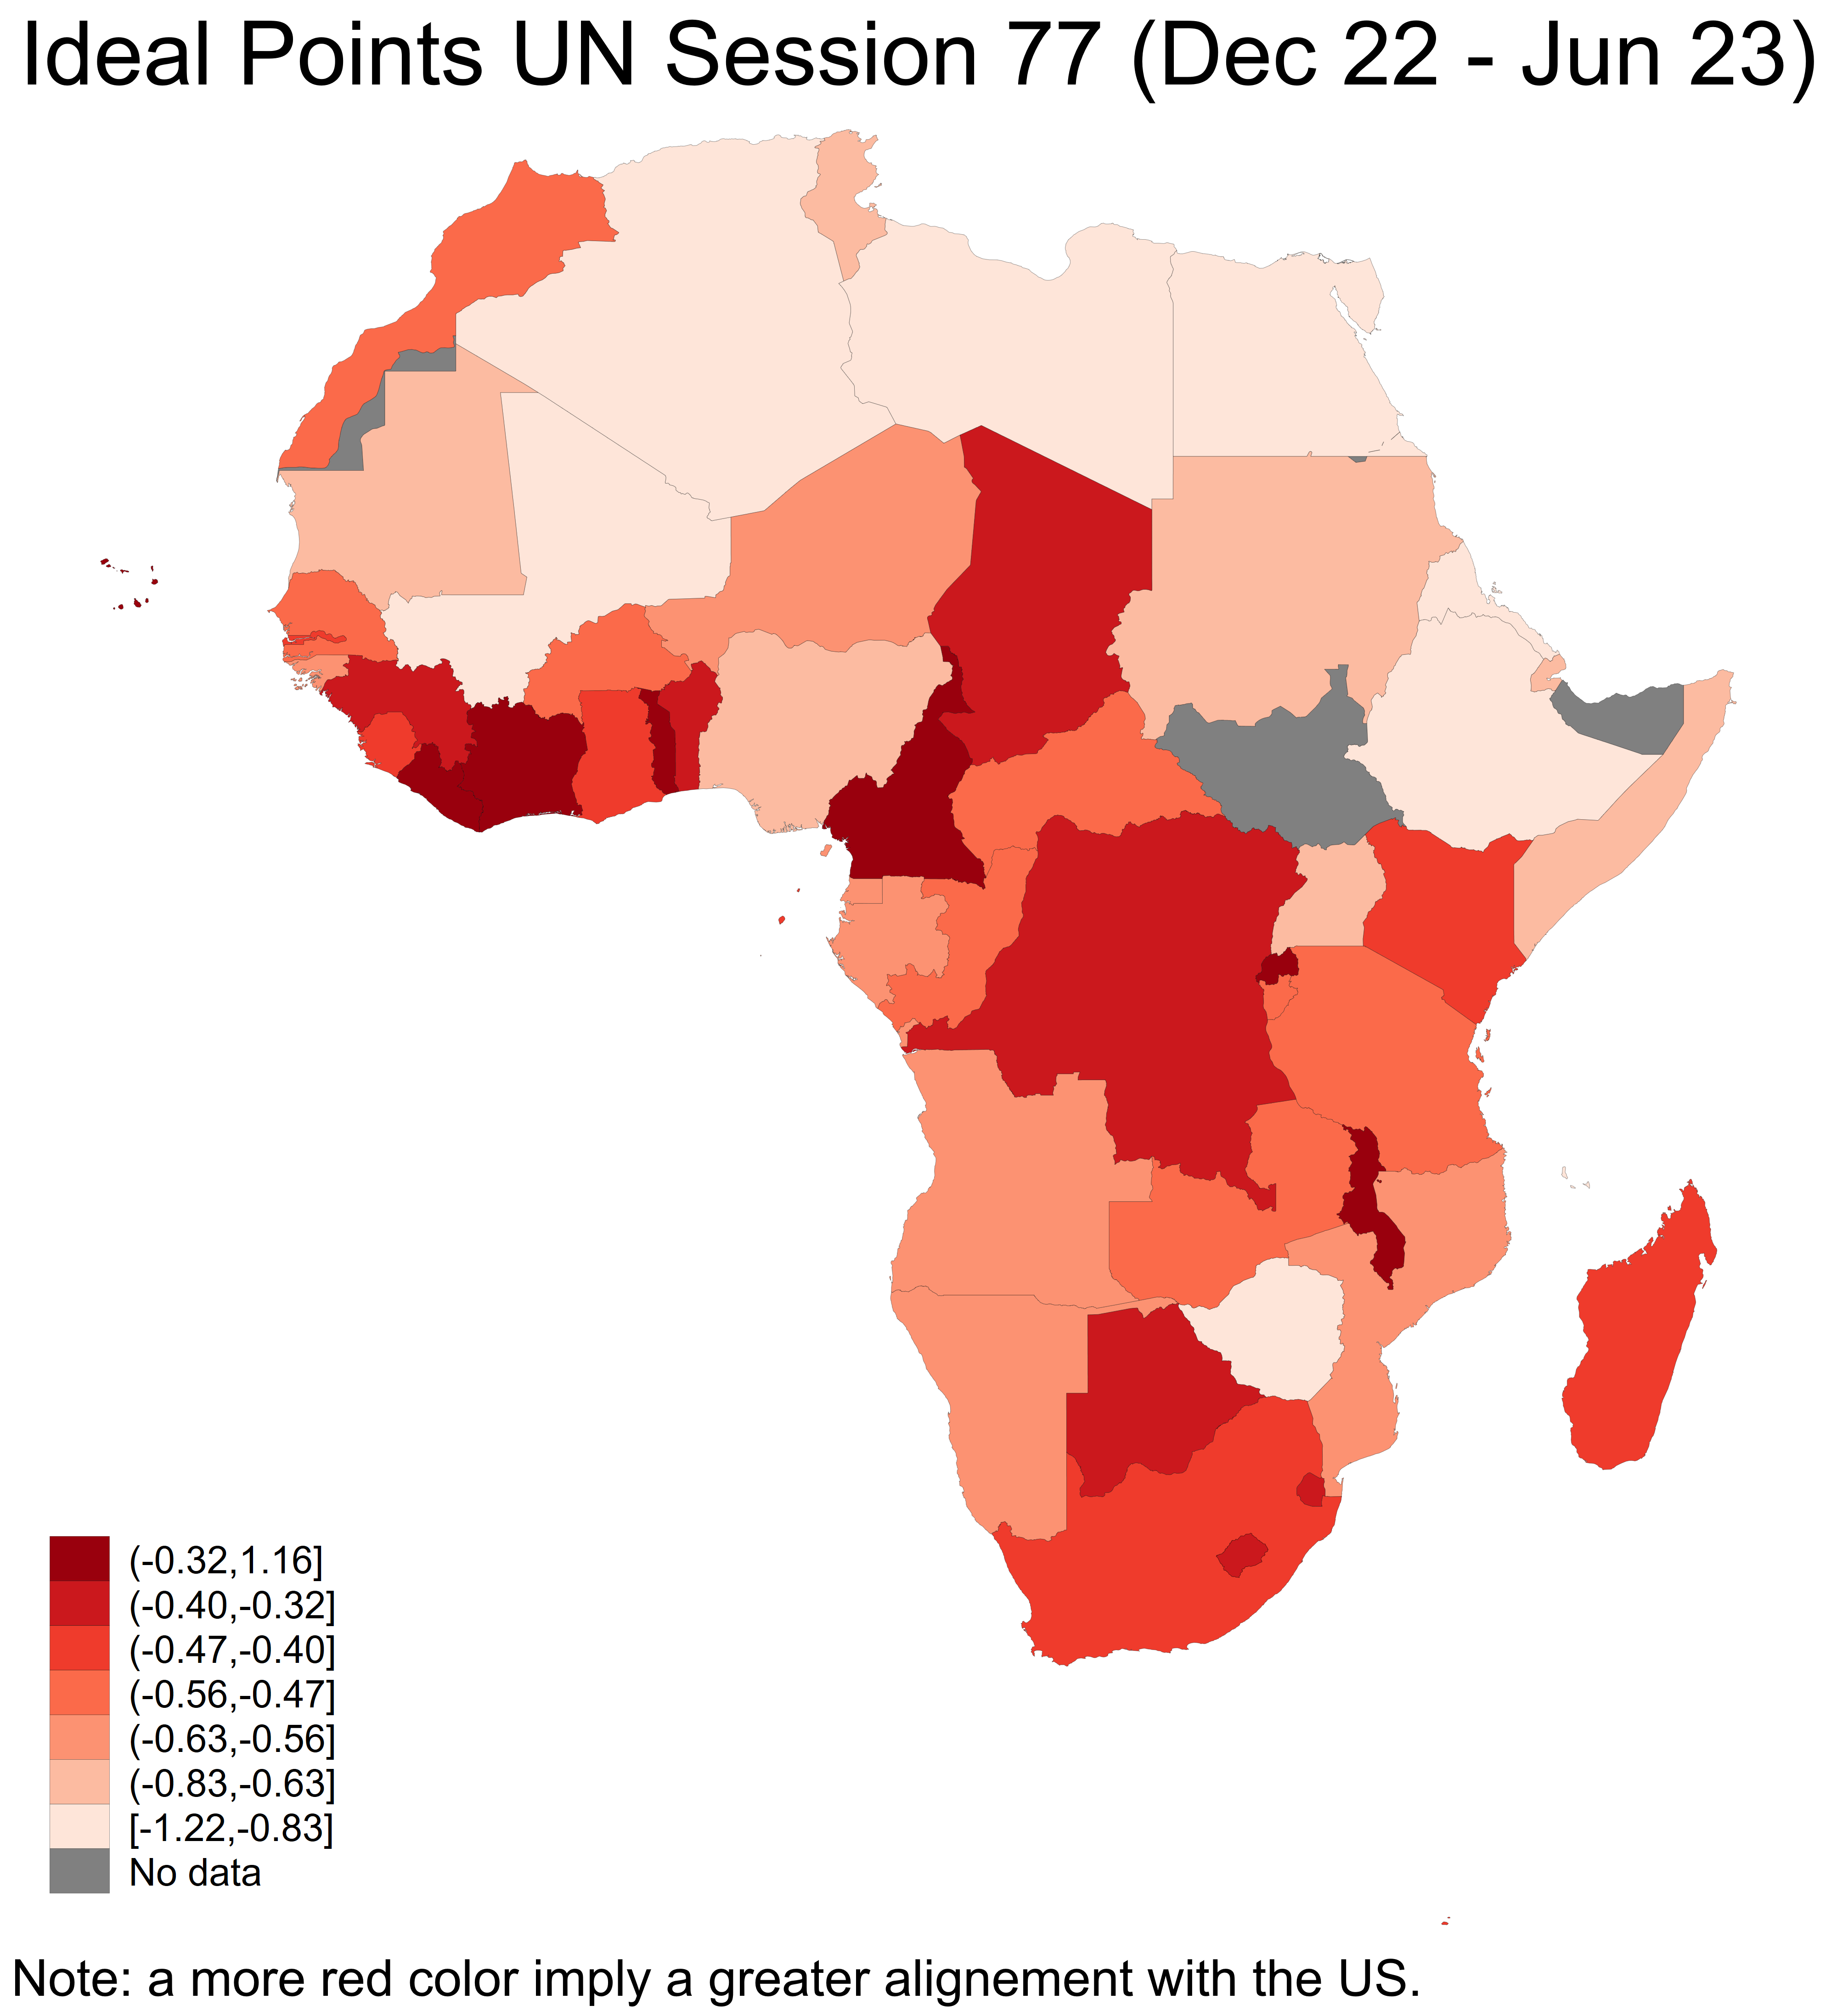 Ideal Points UN Session 77 (Dec 22 - Jun 23)
(-0.32,1.16]
(-0.40,-0.32]
(-0.47,-0.40]
(-0.56,-0.47]
(-0.63,-0.56]
(-0.83,-0.63]
[-1.22,-0.83]
No data
Note: a more red color imply a greater alignement with the US.